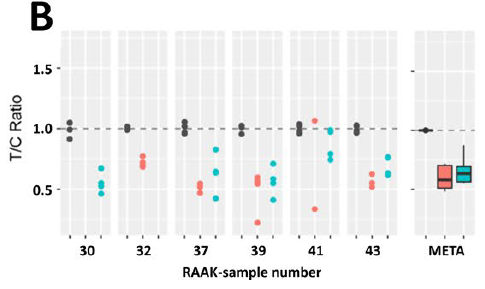 B
T/C Ratio
1.5
1.0
0.5
30 32 37 39 41 43 META
RAAK-sample number